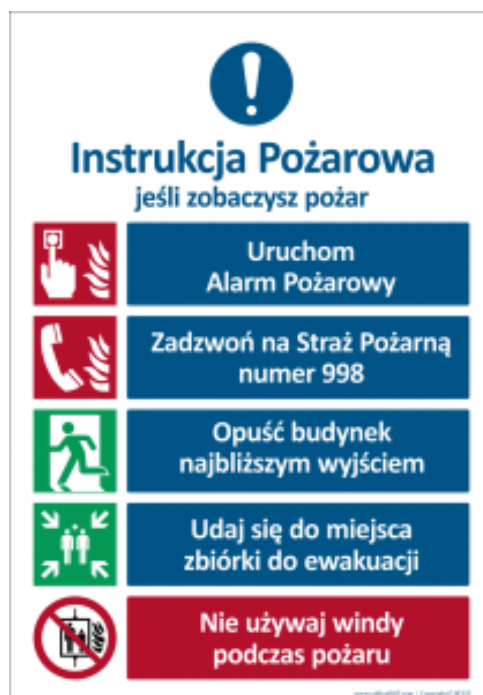 Instrukcja Pożarowa
jeśli zobaczysz pożar
Uruchom
Alarm Pożarowy
Zadzwoń na Straż Pożarną
numer 998
Opuść budynek
najbliższym wyjściem
Udaj się do miejsca
zbiórki do ewakuacji
Nie używaj windy
podczas pożaru